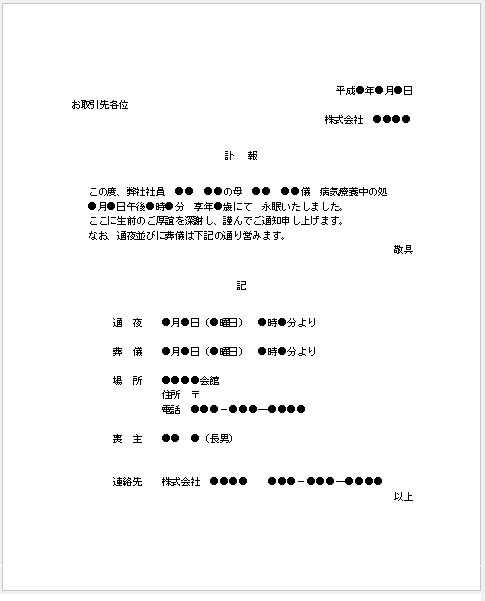 平成●年●月●日
お取引先各位
株式会社　●●●●
訃　報
この度、弊社社員　●●　●●の母　●●　●●儀　病気療養中の処
●月●日午後●時●分　享年●歳にて　永眠いたしました。
ここに生前のご厚誼を深謝し、謹んでご通知申し上げます。
なお、通夜並びに葬儀は下記の通り営みます。
敬具
記
通　夜　●月●日（●曜日）　●時●分より
葬　儀　●月●日（●曜日）　●時●分より
場　所　●●●●会館
住所　〒
電話　●●●－●●●―●●●●
喪　主　●●　●（長男）
連絡先　株式会社　●●●●　　●●●－●●●―●●●●
以上